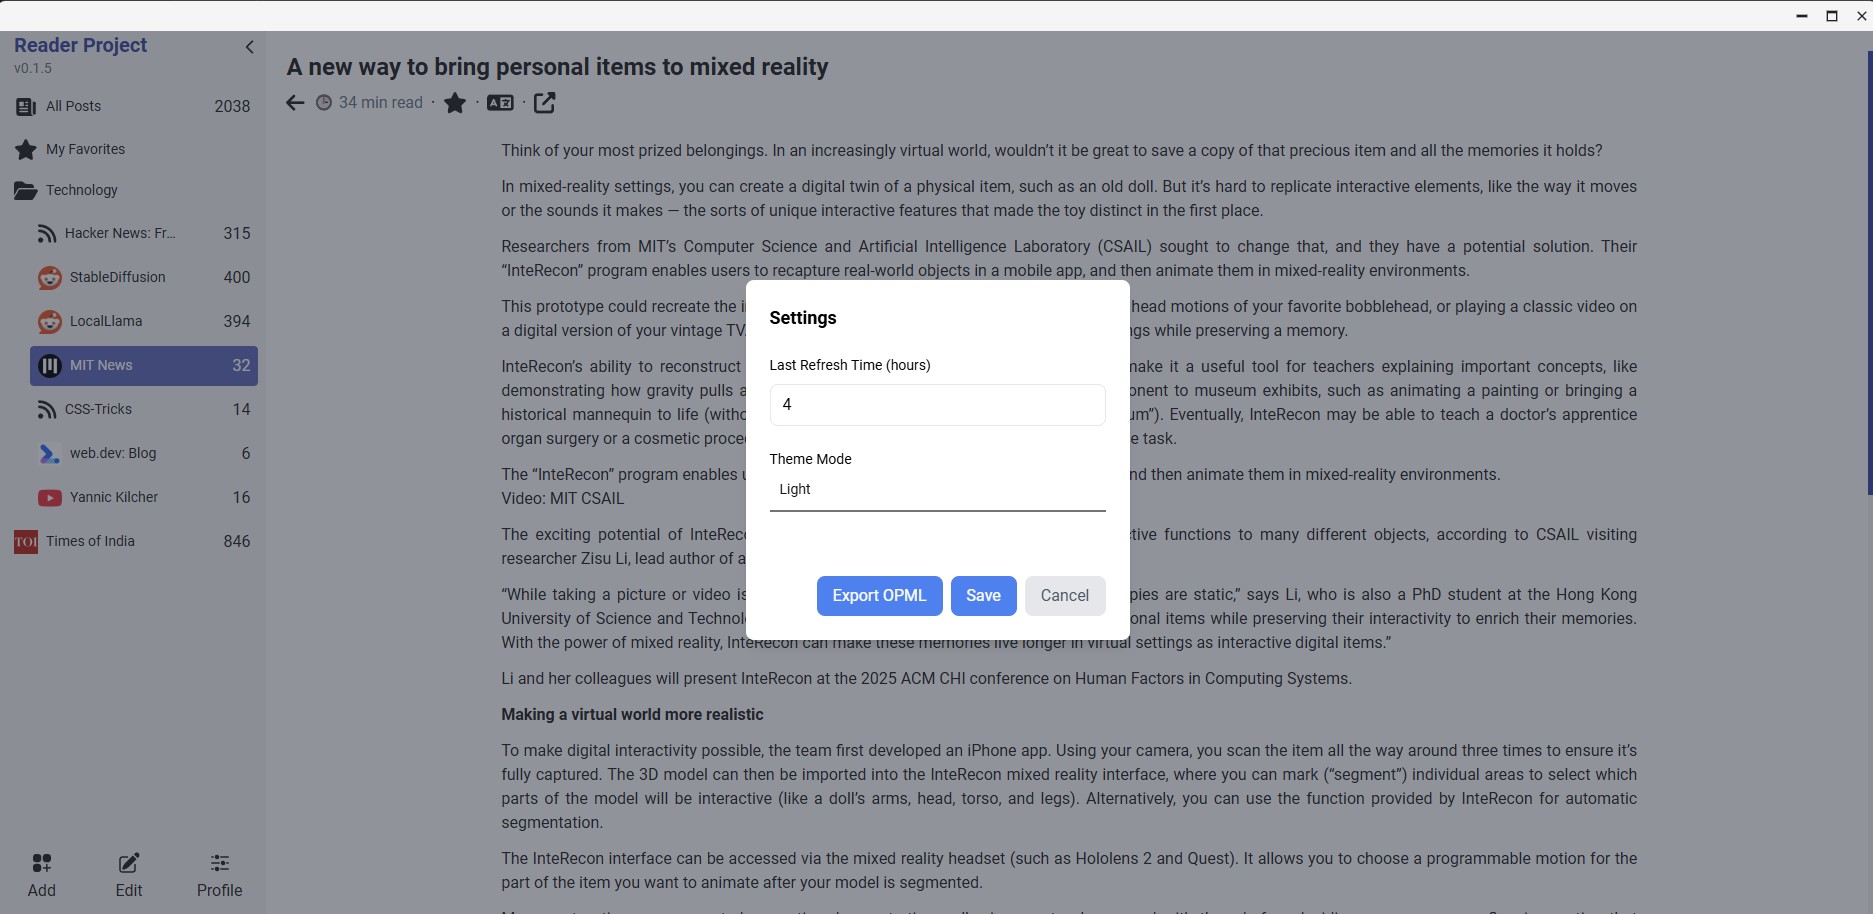 Reader Project
v0.1.5
All Posts 2038
My Favorites
Technology
Hacker News: Fr... 315
StableDiffusion 400
LocalLlama 394
MIT News 32
CSS-Tricks 14
web.dev: Blog 6
Yannic Kilcher 16
TOI Times of India 846
Add Edit Profile
A new way to bring personal items to mixed reality
34 min read · · A ·
Think of your most prized belongings. In an increasingly virtual world, wouldn’t it be great to save a copy of that precious item and all the memories it holds?
In mixed-reality settings, you can create a digital twin of a physical item, such as an old doll. But it’s hard to replicate interactive elements, like the way it moves
or the sounds it makes — the sorts of unique interactive features that made the toy distinct in the first place.
Researchers from MIT’s Computer Science and Artificial Intelligence Laboratory (CSAIL) sought to change that, and they have a potential solution. Their
“InteRecon” program enables users to recapture real-world objects in a mobile app, and then animate them in mixed-reality environments.
This prototype could recreate the head motions of your favorite bobblehead, or playing a classic video on
a digital version of your vintage TV while preserving a memory.
InteRecon’s ability to reconstruct make it a useful tool for teachers explaining important concepts, like
demonstrating how gravity pulls to museum exhibits, such as animating a painting or bringing a
historical mannequin to life Eventually, InteRecon may be able to teach a doctor’s apprentice
organ surgery or a cosmetic task.
The “InteRecon” program enables then animate them in mixed-reality environments.
Video: MIT CSAIL
The exciting potential of functions to many different objects, according to CSAIL visiting
researcher Zisu Li, lead author of
“While taking a picture or video are static,” says Li, who is also a PhD student at the Hong Kong
University of Science and items while preserving their interactivity to enrich their memories.
With the power of mixed reality, InteRecon can make these memories live longer in virtual settings as interactive digital items.”
Li and her colleagues will present InteRecon at the 2025 ACM CHI conference on Human Factors in Computing Systems.
Making a virtual world more realistic
To make digital interactivity possible, the team first developed an iPhone app. Using your camera, you scan the item all the way around three times to ensure it’s
fully captured. The 3D model can then be imported into the InteRecon mixed reality interface, where you can mark (“segment”) individual areas to select which
parts of the model will be interactive (like a doll’s arms, head, torso, and legs). Alternatively, you can use the function provided by InteRecon for automatic
segmentation.
The InteRecon interface can be accessed via the mixed reality headset (such as Hololens 2 and Quest). It allows you to choose a programmable motion for the
part of the item you want to animate after your model is segmented.
Settings
Last Refresh Time (hours)
4
Theme Mode
Light
Export OPML Save Cancel